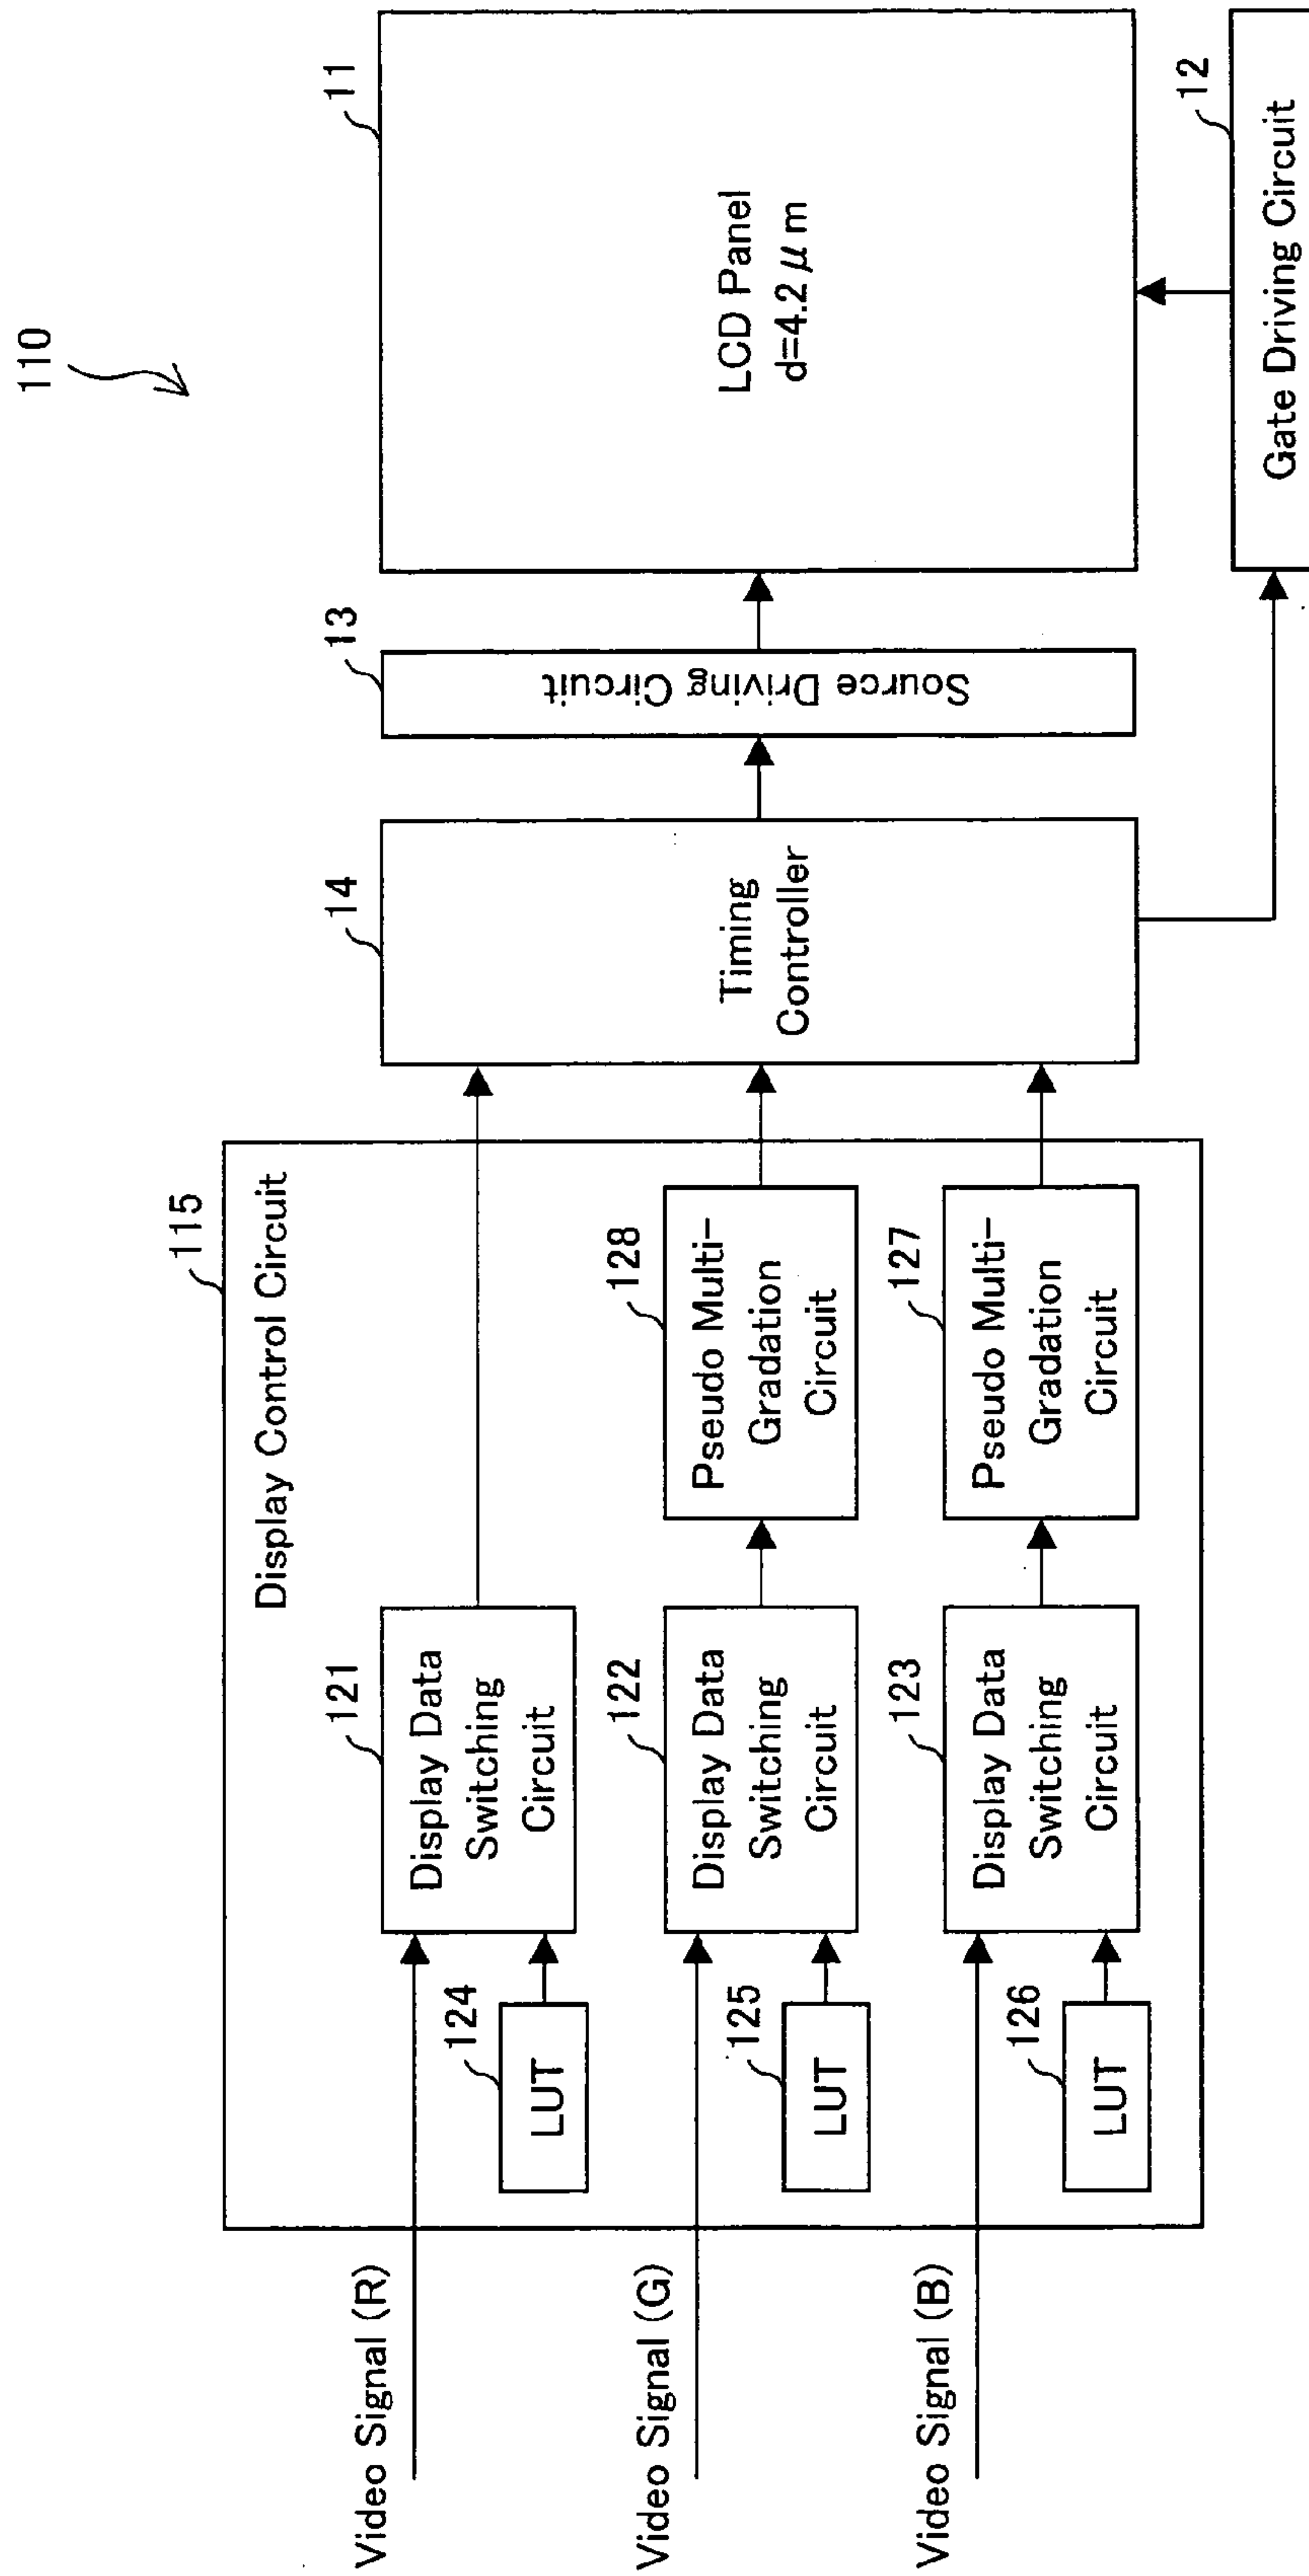 110
115
Display Control Circuit
Video Signal (R)
121
Display Data
Switching
Circuit
124
LUT
Video Signal (G)
122
Display Data
Switching
Circuit
125
LUT
128
Pseudo Multi-
Gradation
Circuit
Video Signal (B)
123
Display Data
Switching
Circuit
126
LUT
127
Pseudo Multi-
Gradation
Circuit
14
Timing
Controller
13
Source Driving Circuit
11
LCD Panel
d=4.2 μm
12
Gate Driving Circuit